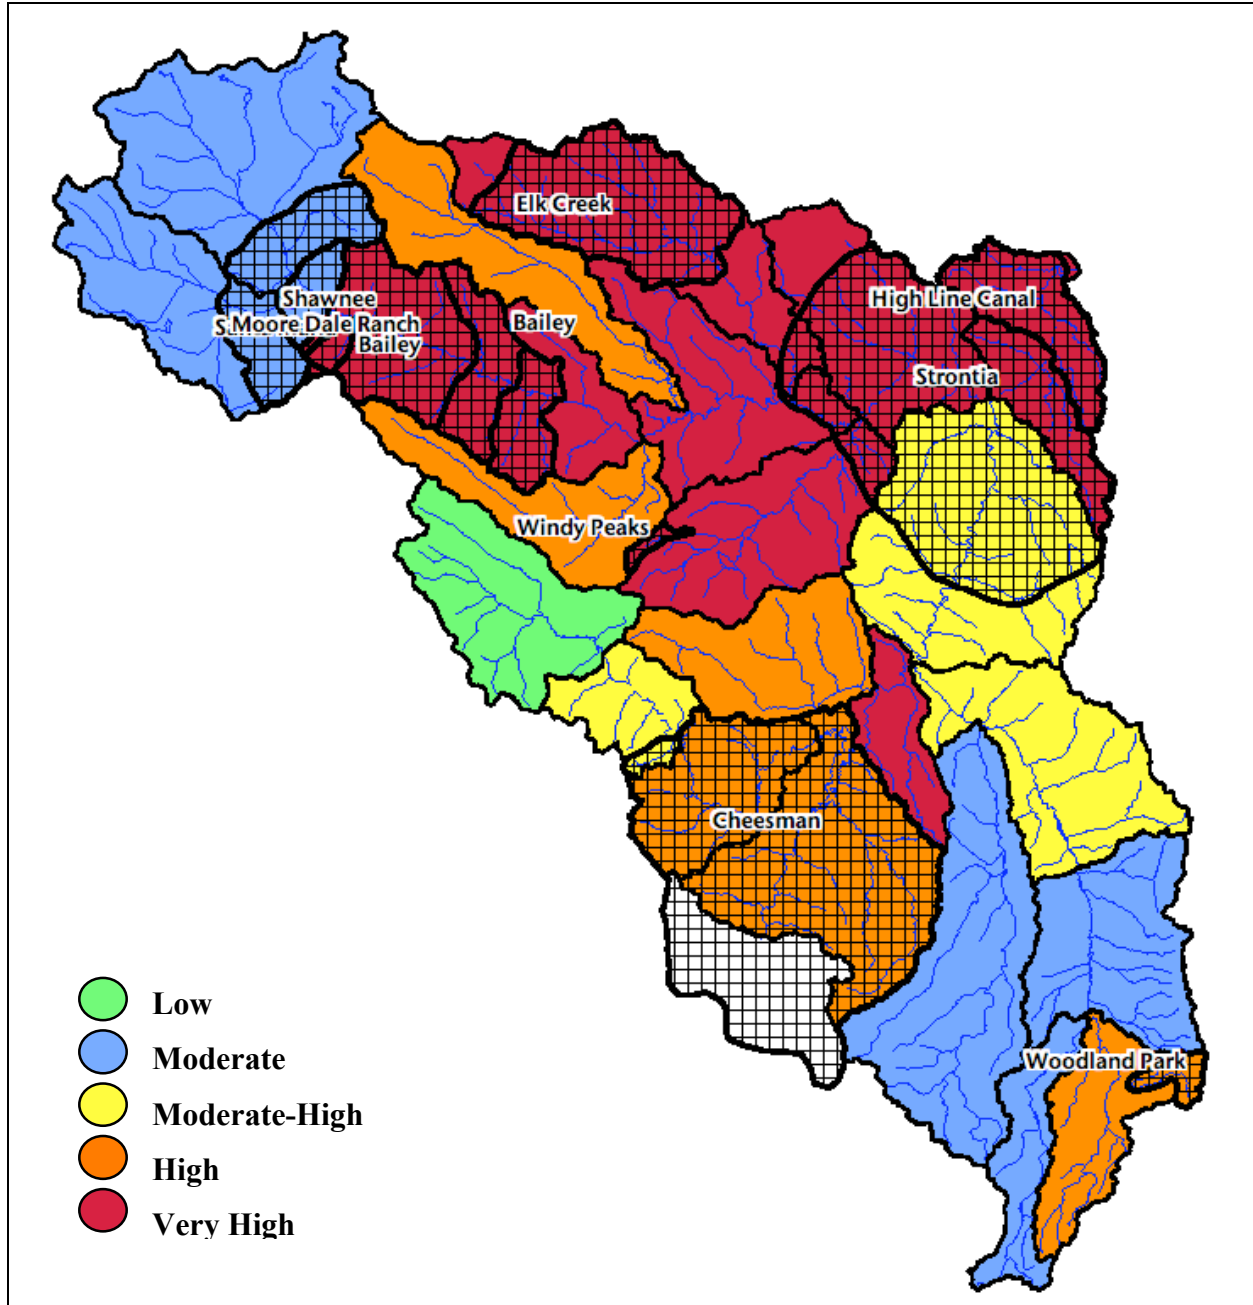 Elk Creek
Shawnee
High Line Canal
Moore Dale Ranch
Bailey
Bailey
Strontia
Windy Peaks
Cheesman
Woodland Park
Low
Moderate
Moderate-High
High
Very High